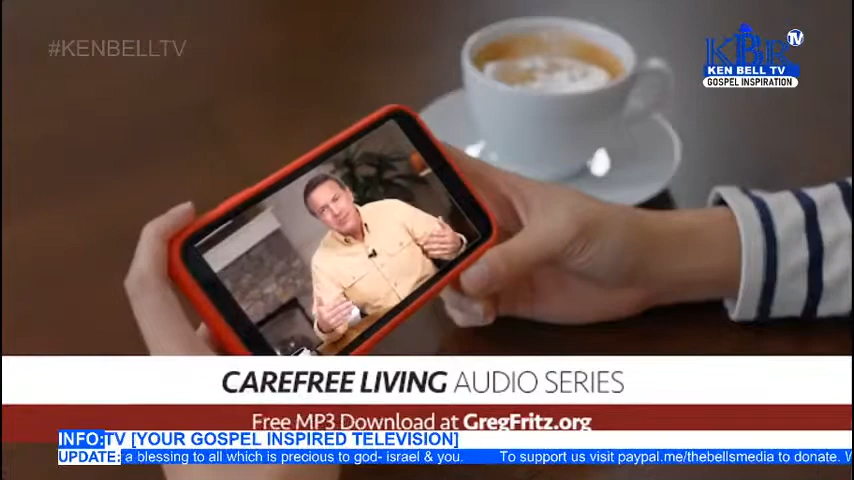 #KENBELLTV
KBR TV
KEN BELL TV
GOSPEL INSPIRATION
CAREFREE LIVING AUDIO SERIES
Free MP3 Download at GregFritz.org
INFO:TV [YOUR GOSPEL INSPIRED TELEVISION]
UPDATE: a blessing to all which is precious to god- israel & you. To support us visit paypal.me/thebellsmedia to donate. W